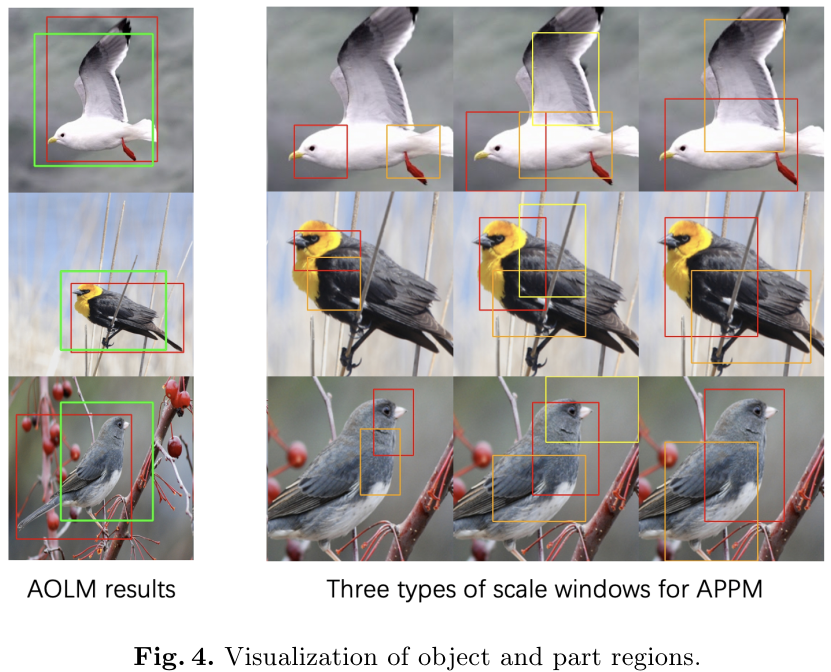 AOLM results
Three types of scale windows for APPM
Fig. 4. Visualization of object and part regions.